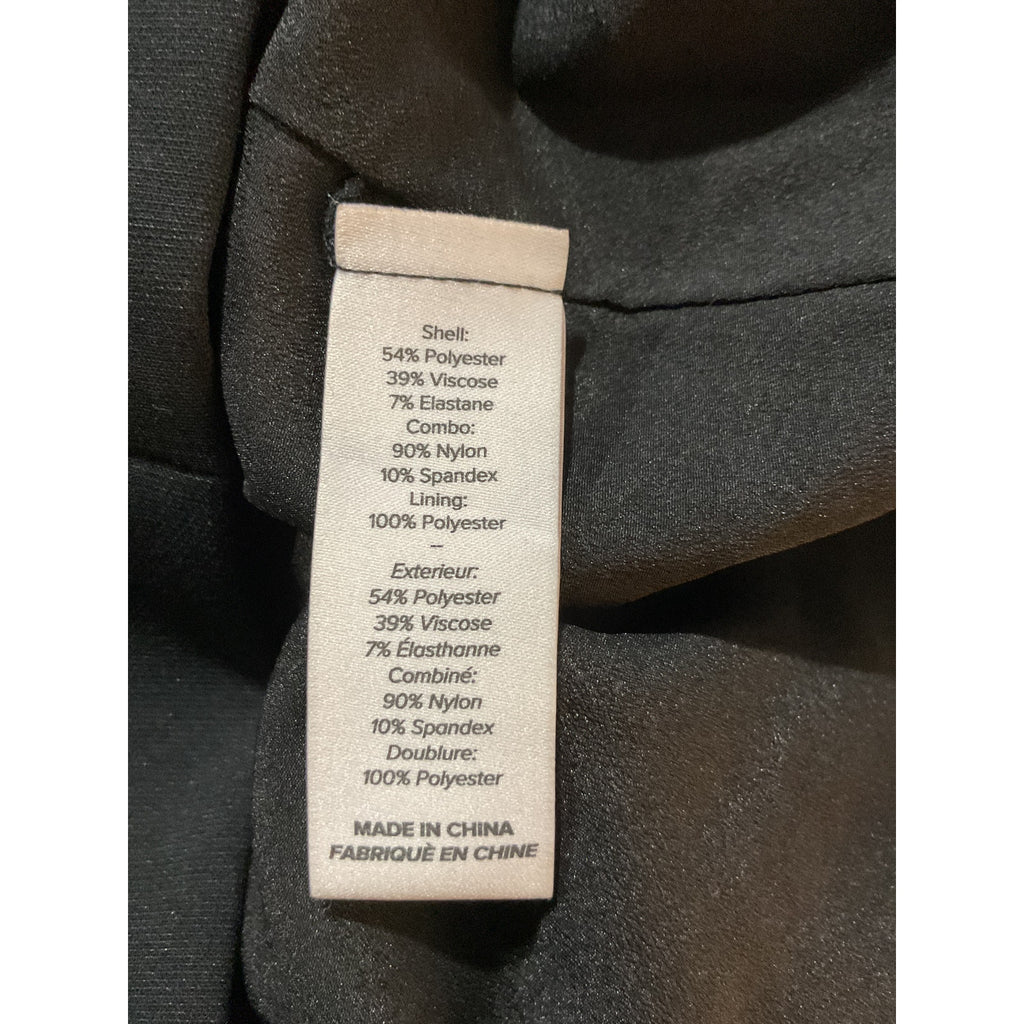 Shell:
54% Polyester
39% Viscose
7% Elastane
Combo:
90% Nylon
10% Spandex
Lining:
100% Polyester
–
Exterieur:
54% Polyester
39% Viscose
7% Élasthanne
Combiné:
90% Nylon
10% Spandex
Doublure:
100% Polyester
MADE IN CHINA
FABRIQUÈ EN CHINE